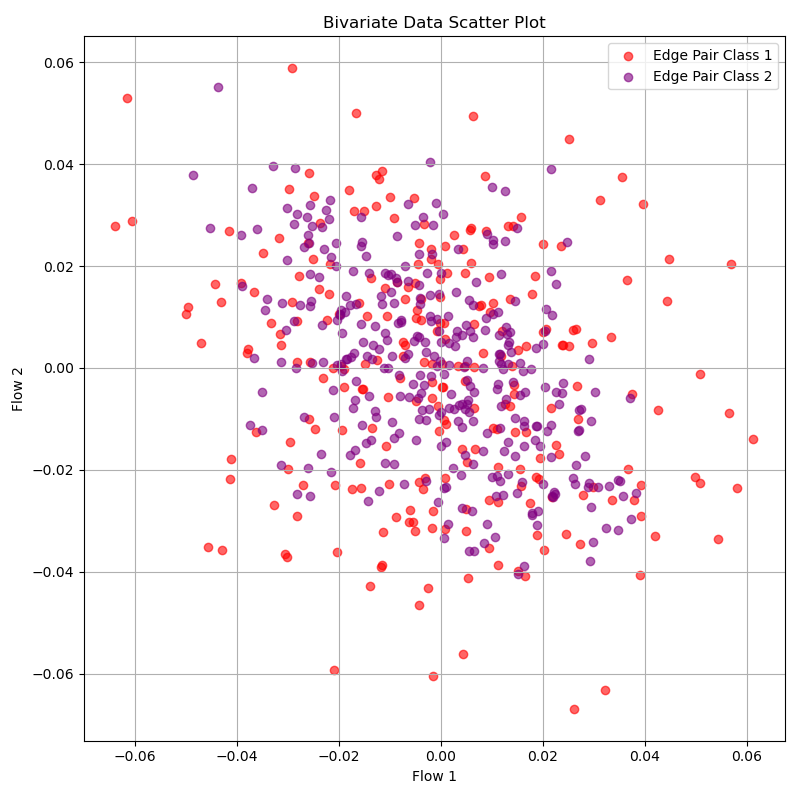 Bivariate Data Scatter Plot
Edge Pair Class 1
Edge Pair Class 2
0.06
0.04
0.02
0.00
−0.02
−0.04
−0.06
Flow 2
−0.06
−0.04
−0.02
0.00
0.02
0.04
0.06
Flow 1